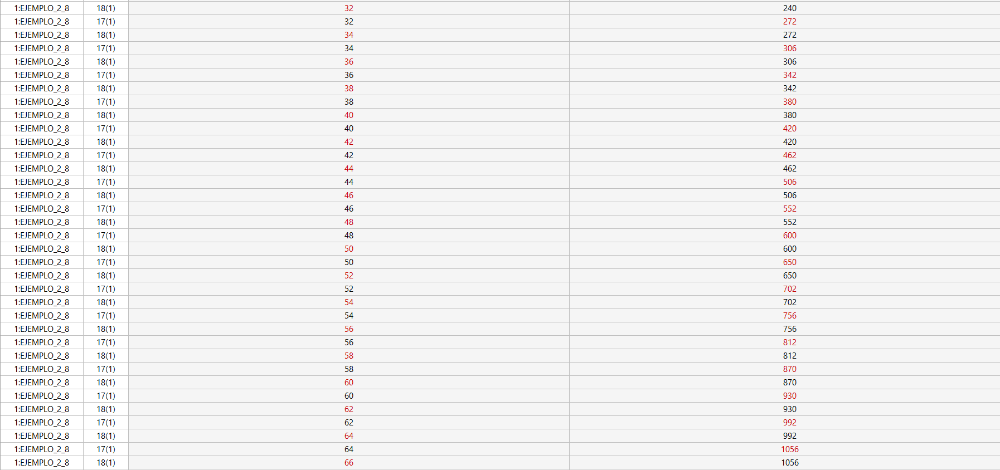 1:EJEMPLO_2_8 18(1) 32 240
1:EJEMPLO_2_8 17(1) 32 272
1:EJEMPLO_2_8 18(1) 34 272
1:EJEMPLO_2_8 17(1) 34 306
1:EJEMPLO_2_8 18(1) 36 306
1:EJEMPLO_2_8 17(1) 36 342
1:EJEMPLO_2_8 18(1) 38 342
1:EJEMPLO_2_8 17(1) 38 380
1:EJEMPLO_2_8 18(1) 40 380
1:EJEMPLO_2_8 17(1) 40 420
1:EJEMPLO_2_8 18(1) 42 420
1:EJEMPLO_2_8 17(1) 42 462
1:EJEMPLO_2_8 18(1) 44 462
1:EJEMPLO_2_8 17(1) 44 506
1:EJEMPLO_2_8 18(1) 46 506
1:EJEMPLO_2_8 17(1) 46 552
1:EJEMPLO_2_8 18(1) 48 552
1:EJEMPLO_2_8 17(1) 48 600
1:EJEMPLO_2_8 18(1) 50 600
1:EJEMPLO_2_8 17(1) 50 650
1:EJEMPLO_2_8 18(1) 52 650
1:EJEMPLO_2_8 17(1) 52 702
1:EJEMPLO_2_8 18(1) 54 702
1:EJEMPLO_2_8 17(1) 54 756
1:EJEMPLO_2_8 18(1) 56 756
1:EJEMPLO_2_8 17(1) 56 812
1:EJEMPLO_2_8 18(1) 58 812
1:EJEMPLO_2_8 17(1) 58 870
1:EJEMPLO_2_8 18(1) 60 870
1:EJEMPLO_2_8 17(1) 60 930
1:EJEMPLO_2_8 18(1) 62 930
1:EJEMPLO_2_8 17(1) 62 992
1:EJEMPLO_2_8 18(1) 64 992
1:EJEMPLO_2_8 17(1) 64 1056
1:EJEMPLO_2_8 18(1) 66 1056